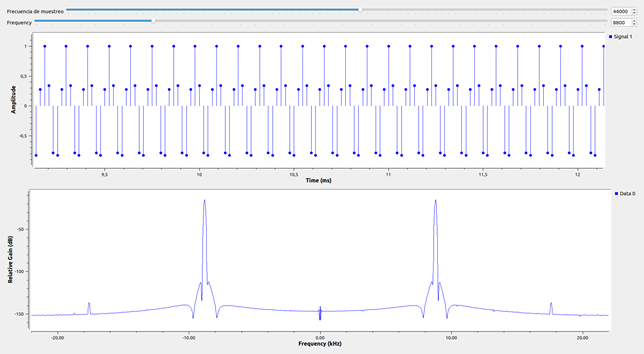 Frecuencia de muestreo 44000
Frequency 8800
Signal 1
1
0,5
0
-0,5
Amplitude
9,5 10 10,5 11 11,5 12
Time (ms)
Data 0
-50
-100
-150
Relative Gain (dB)
-20.00 -10.00 0.00 10.00 20.00
Frequency (kHz)